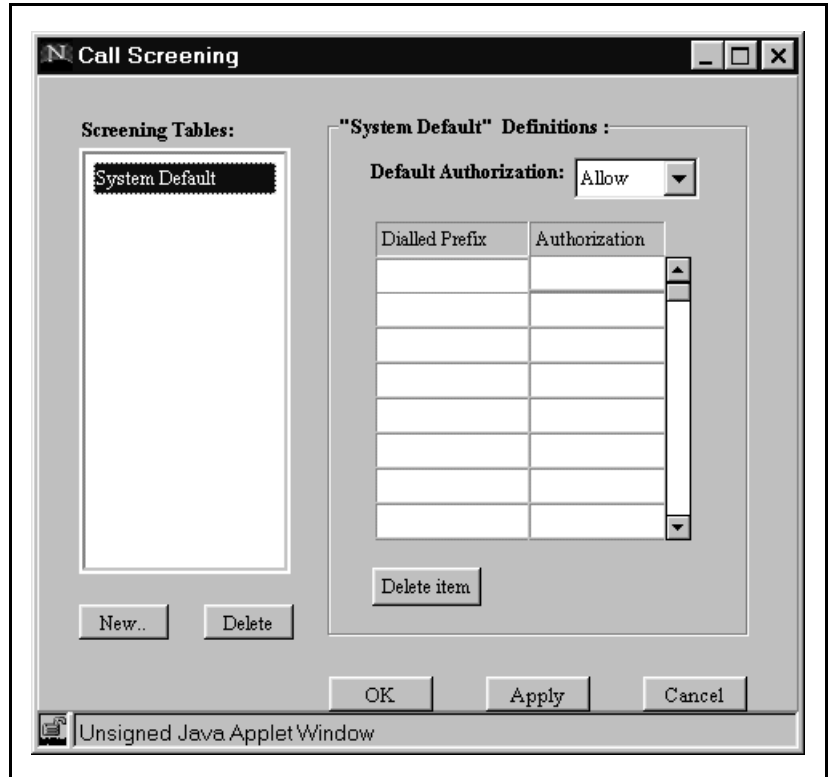 N Call Screening
Screening Tables:
System Default
"System Default" Definitions :
Default Authorization: Allow
Dialled Prefix Authorization
Delete item
New.. Delete
OK Apply Cancel
Unsigned Java Applet Window